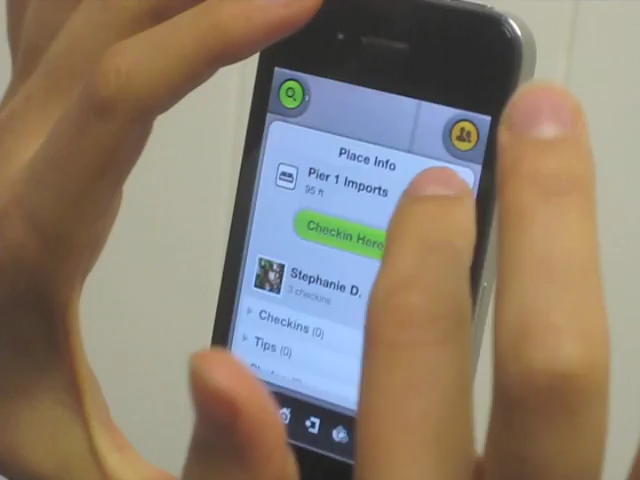 Place Info
Pier 1 Imports
95 ft
Checkin Here
Stephanie D.
3 checkins
Checkins (0)
Tips (0)